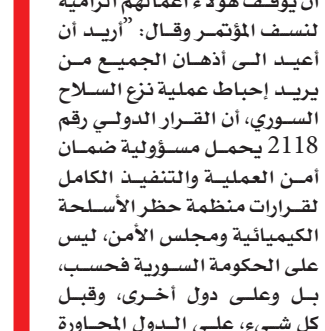 أن يوقف هؤلاء أعمالهم الرامية
لنسف المؤتمر وقال: "أريد أن
أعيد الى أذهان الجميع من
يريد إحباط عملية نزع السلاح
السوري، أن القرار الدولي رقم
2118 يحمل مسؤولية ضمان
أمن العملية والتنفيذ الكامل
لقرارات منظمة حظر الأسلحة
الكيميائية ومجلس الأمن، ليس
على الحكومة السورية فحسب،
بل وعلى دول أخرى، وقبل
كل شيء، على الدول المجاورة